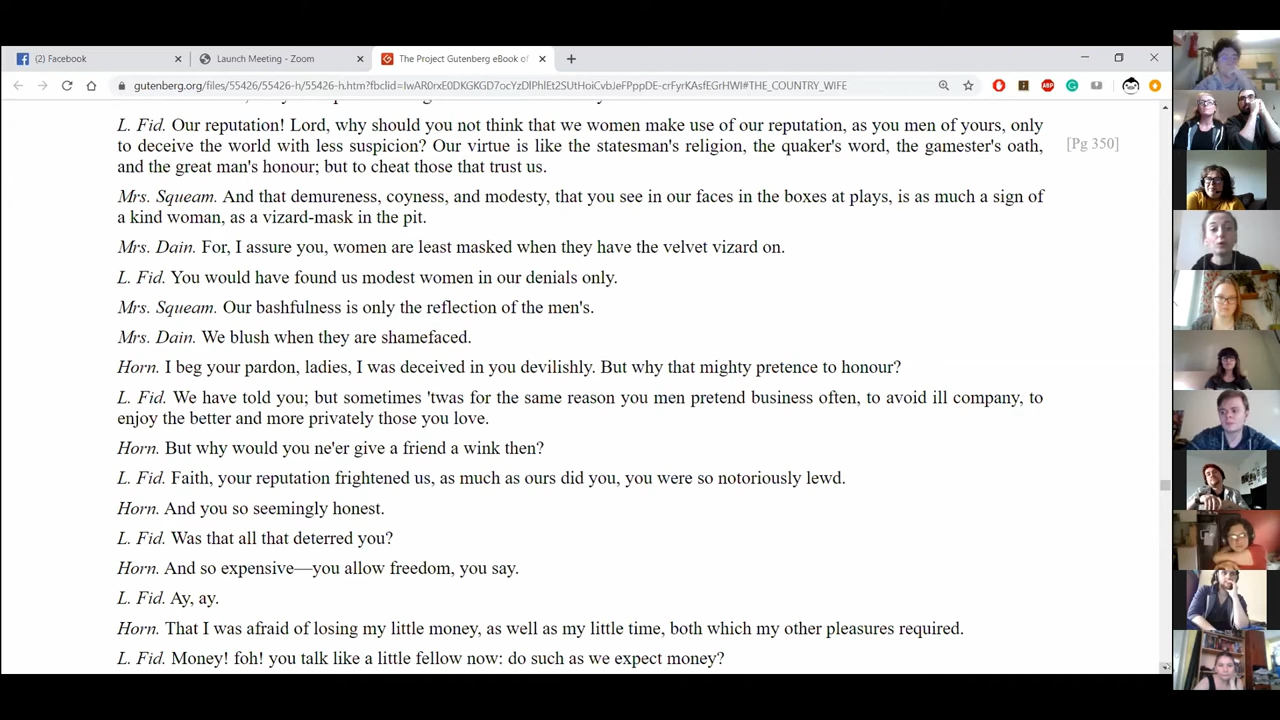 (2) Facebook
Launch Meeting - Zoom
The Project Gutenberg eBook of
gutenberg.org/files/55426/55426-h/55426-h.htm?fbclid=IwAR0rxED0KGKGD7ocYzDlPhlEt2SUtHoiCvbJeFPppDE-crFyrKAsfEGrHWI#THE_COUNTRY_WIFE
L. Fid. Our reputation! Lord, why should you not think that we women make use of our reputation, as you men of yours, only
to deceive the world with less suspicion? Our virtue is like the statesman's religion, the quaker's word, the gamester's oath,
[Pg 350]
and the great man's honour; but to cheat those that trust us.
Mrs. Squeam. And that demureness, coyness, and modesty, that you see in our faces in the boxes at plays, is as much a sign of
a kind woman, as a vizard-mask in the pit.
Mrs. Dain. For, I assure you, women are least masked when they have the velvet vizard on.
L. Fid. You would have found us modest women in our denials only.
Mrs. Squeam. Our bashfulness is only the reflection of the men's.
Mrs. Dain. We blush when they are shamefaced.
Horn. I beg your pardon, ladies, I was deceived in you devilishly. But why that mighty pretence to honour?
L. Fid. We have told you; but sometimes 'twas for the same reason you men pretend business often, to avoid ill company, to
enjoy the better and more privately those you love.
Horn. But why would you ne'er give a friend a wink then?
L. Fid. Faith, your reputation frightened us, as much as ours did you, you were so notoriously lewd.
Horn. And you so seemingly honest.
L. Fid. Was that all that deterred you?
Horn. And so expensive—you allow freedom, you say.
L. Fid. Ay, ay.
Horn. That I was afraid of losing my little money, as well as my little time, both which my other pleasures required.
L. Fid. Money! foh! you talk like a little fellow now: do such as we expect money?